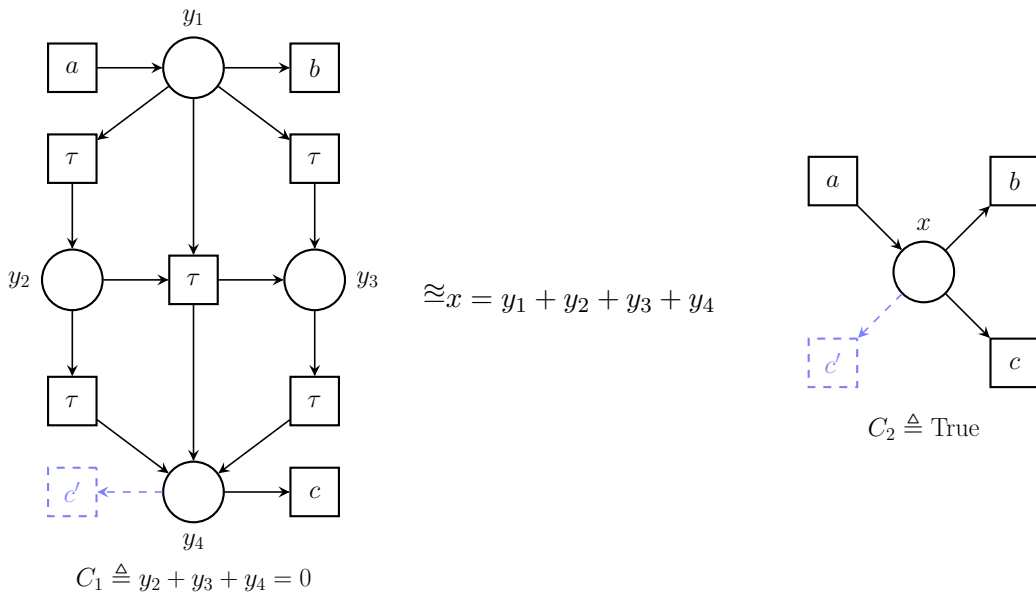 y₁
a
b
τ
τ
y₂
τ
y₃
τ
τ
c′
c
y₄
C₁ ≜ y₂ + y₃ + y₄ = 0
≊ x = y₁ + y₂ + y₃ + y₄
a
b
x
c′
c
C₂ ≜ True